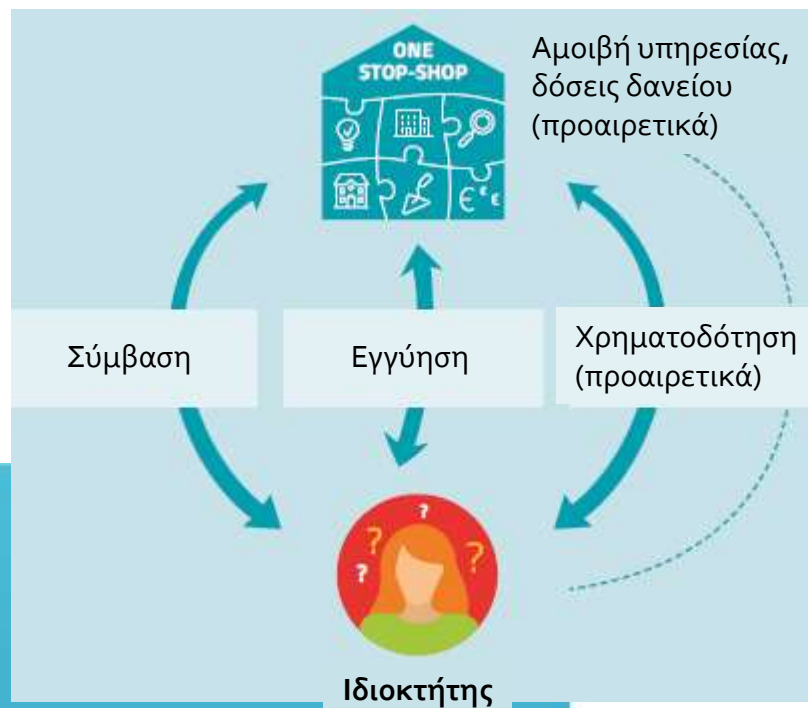 ONE
STOP-SHOP
Αμοιβή υπηρεσίας,
δόσεις δανείου
(προαιρετικά)
Σύμβαση
Εγγύηση
Χρηματοδότηση
(προαιρετικά)
Ιδιοκτήτης